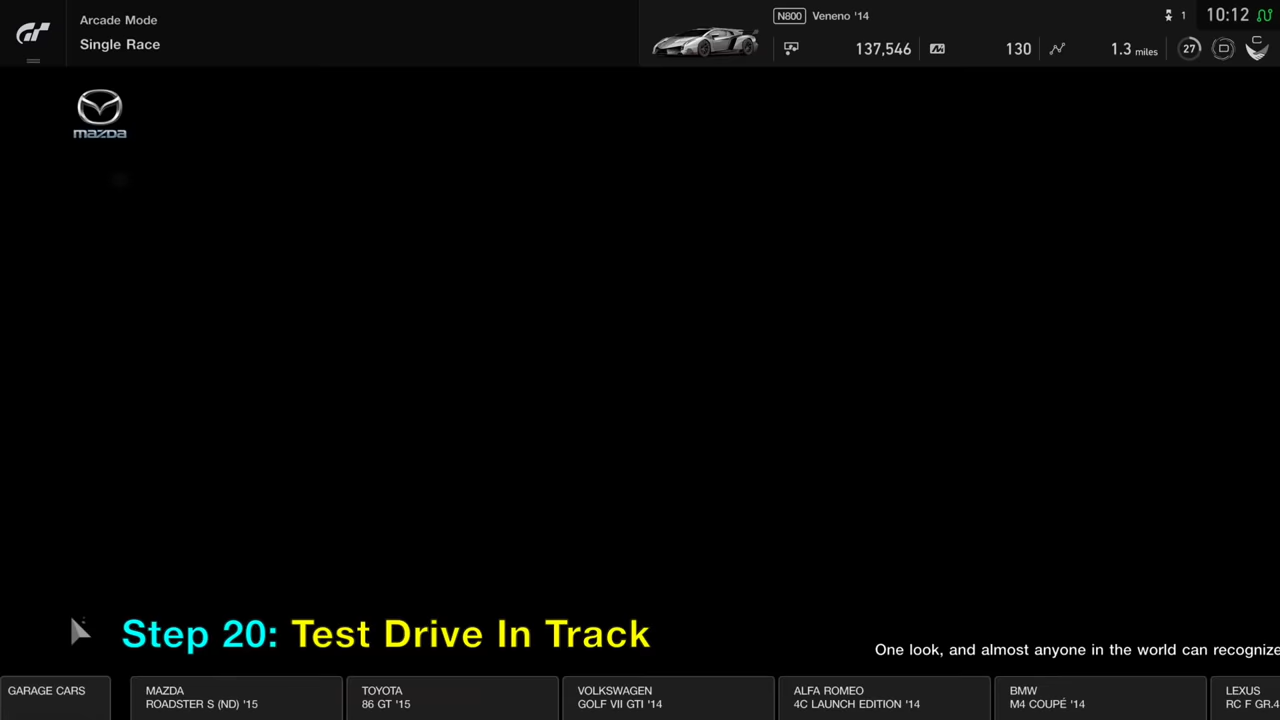 Arcade Mode
Single Race
N800 Veneno '14
137,546
130
1.3 miles
27
1
10:12
C
mazda
Step 20: Test Drive In Track
One look, and almost anyone in the world can recognize
GARAGE CARS
MAZDA
ROADSTER S (ND) '15
TOYOTA
86 GT '15
VOLKSWAGEN
GOLF VII GTI '14
ALFA ROMEO
4C LAUNCH EDITION '14
BMW
M4 COUPÉ '14
LEXUS
RC F GR.4